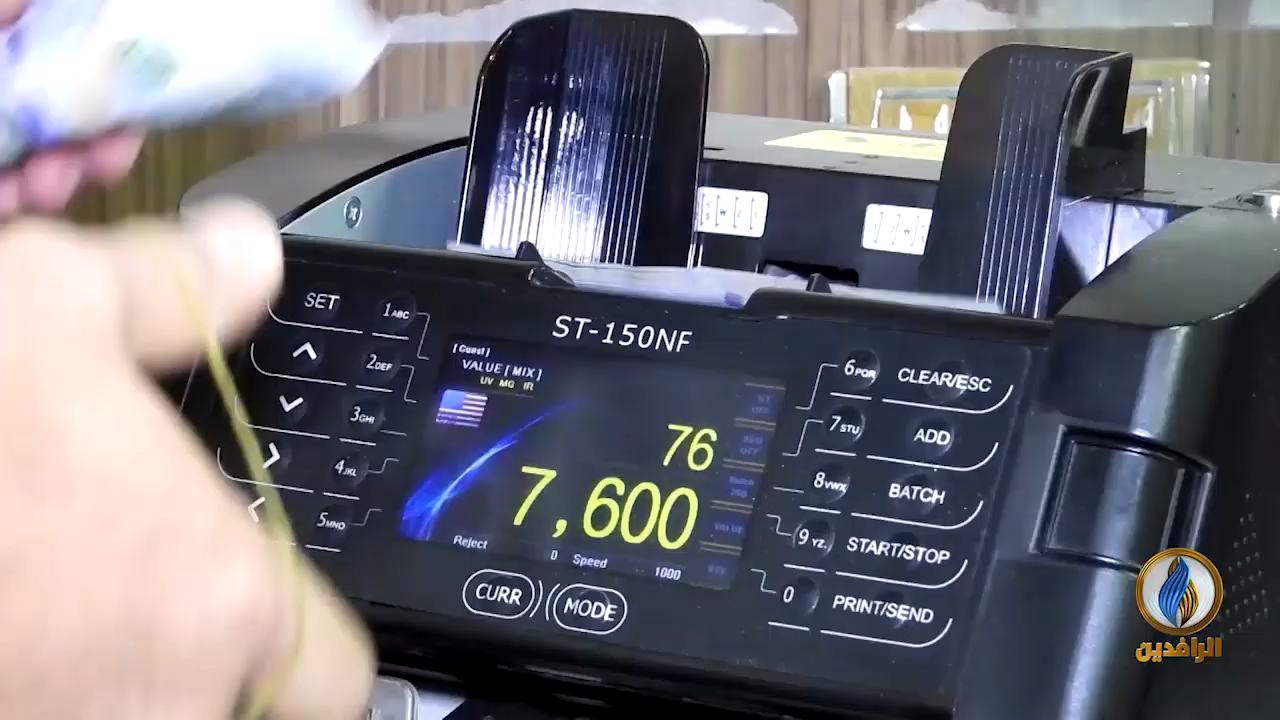 ST-150NF
SET
1ABC
2DEF
3GHI
4JKL
5MNO
[ Guest ]
VALUE [ MIX ]
UV MG IR
76
7,600
Reject 0 Speed 1000
CURR
MODE
6PQR
CLEAR/ESC
7STU
ADD
8VWX
BATCH
9YZ.
START/STOP
0
PRINT/SEND
الرافدين